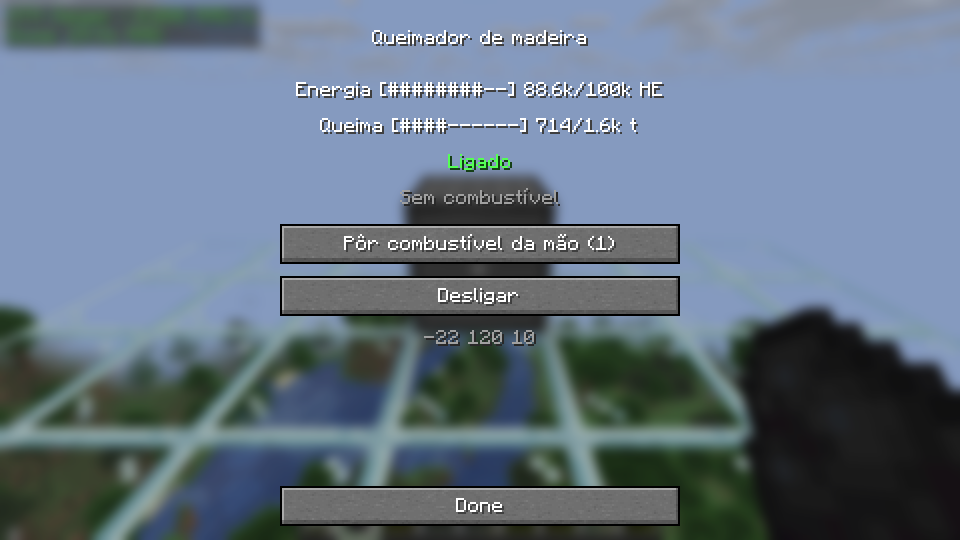 Queimador de madeira
Energia [########--] 88.6k/100k HE
Queima [####------] 714/1.6k t
Ligado
Sem combustível
Pôr combustível da mão (1)
Desligar
-22 120 10
Done